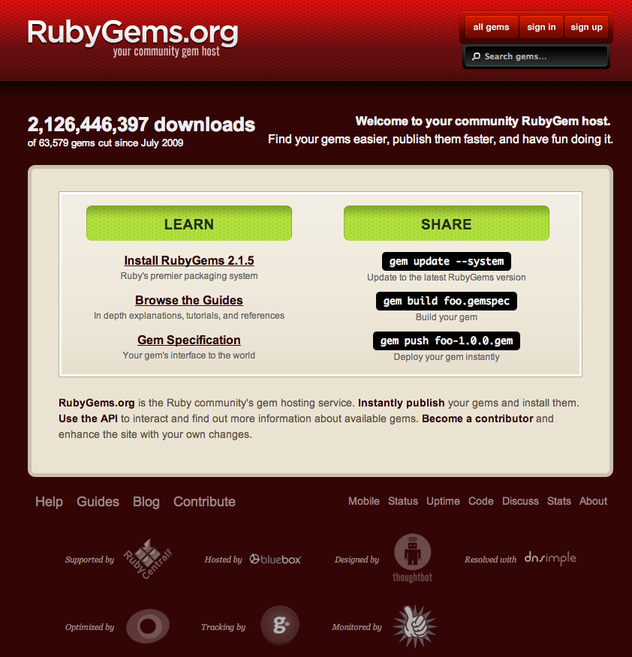 RubyGems.org
your community gem host
all gems
sign in
sign up
Search gems…
2,126,446,397 downloads
of 63,579 gems cut since July 2009
Welcome to your community RubyGem host.
Find your gems easier, publish them faster, and have fun doing it.
LEARN
Install RubyGems 2.1.5
Ruby's premier packaging system
Browse the Guides
In depth explanations, tutorials, and references
Gem Specification
Your gem's interface to the world
SHARE
gem update --system
Update to the latest RubyGems version
gem build foo.gemspec
Build your gem
gem push foo-1.0.0.gem
Deploy your gem instantly
RubyGems.org is the Ruby community's gem hosting service. Instantly publish your gems and install them.
Use the API to interact and find out more information about available gems. Become a contributor and
enhance the site with your own changes.
Help Guides Blog Contribute
Mobile Status Uptime Code Discuss Stats About
Supported by
Ruby Central!
Hosted by
bluebox
Designed by
thoughtbot
Resolved with
dnsimple
Optimized by
Tracking by
g
Monitored by